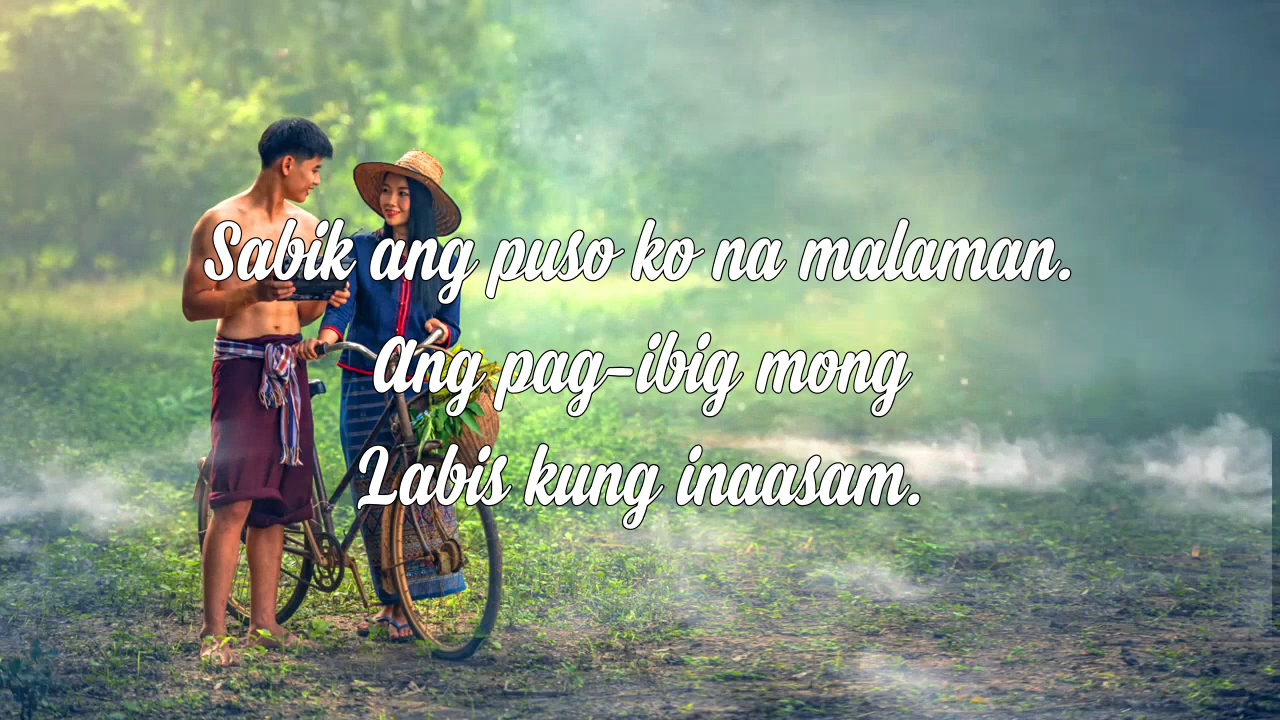 Sabik ang puso ko na malaman.
Ang pag-ibig mong
Labis kung inaasam.